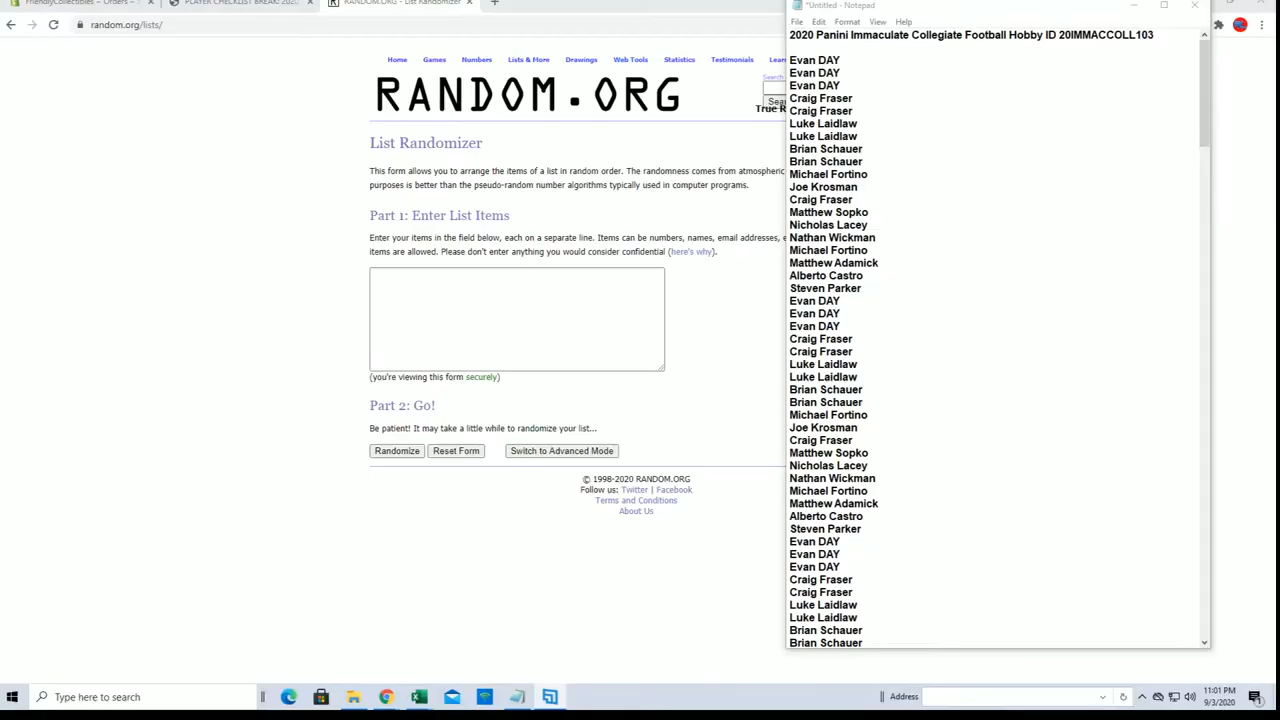 FriendlyCollectibles - Orders -
PLAYER CHECKLIST BREAK! 2020
RANDOM.ORG - List Randomizer
random.org/lists/
*Untitled - Notepad
File Edit Format View Help
2020 Panini Immaculate Collegiate Football Hobby ID 20IMMACCOLL103
Home Games Numbers Lists & More Drawings Web Tools Statistics Testimonials Lear
RANDOM.ORG
Search
Sear
True R
List Randomizer
This form allows you to arrange the items of a list in random order. The randomness comes from atmospheric
purposes is better than the pseudo-random number algorithms typically used in computer programs.
Part 1: Enter List Items
Enter your items in the field below, each on a separate line. Items can be numbers, names, email addresses, e
items are allowed. Please don't enter anything you would consider confidential (here's why).
(you're viewing this form securely)
Part 2: Go!
Be patient! It may take a little while to randomize your list...
Randomize Reset Form Switch to Advanced Mode
© 1998-2020 RANDOM.ORG
Follow us: Twitter | Facebook
Terms and Conditions
About Us
Evan DAY
Evan DAY
Evan DAY
Craig Fraser
Craig Fraser
Luke Laidlaw
Luke Laidlaw
Brian Schauer
Brian Schauer
Michael Fortino
Joe Krosman
Craig Fraser
Matthew Sopko
Nicholas Lacey
Nathan Wickman
Michael Fortino
Matthew Adamick
Alberto Castro
Steven Parker
Evan DAY
Evan DAY
Evan DAY
Craig Fraser
Craig Fraser
Luke Laidlaw
Luke Laidlaw
Brian Schauer
Brian Schauer
Michael Fortino
Joe Krosman
Craig Fraser
Matthew Sopko
Nicholas Lacey
Nathan Wickman
Michael Fortino
Matthew Adamick
Alberto Castro
Steven Parker
Evan DAY
Evan DAY
Evan DAY
Craig Fraser
Craig Fraser
Luke Laidlaw
Luke Laidlaw
Brian Schauer
Brian Schauer
Type here to search
Address
11:01 PM
9/3/2020